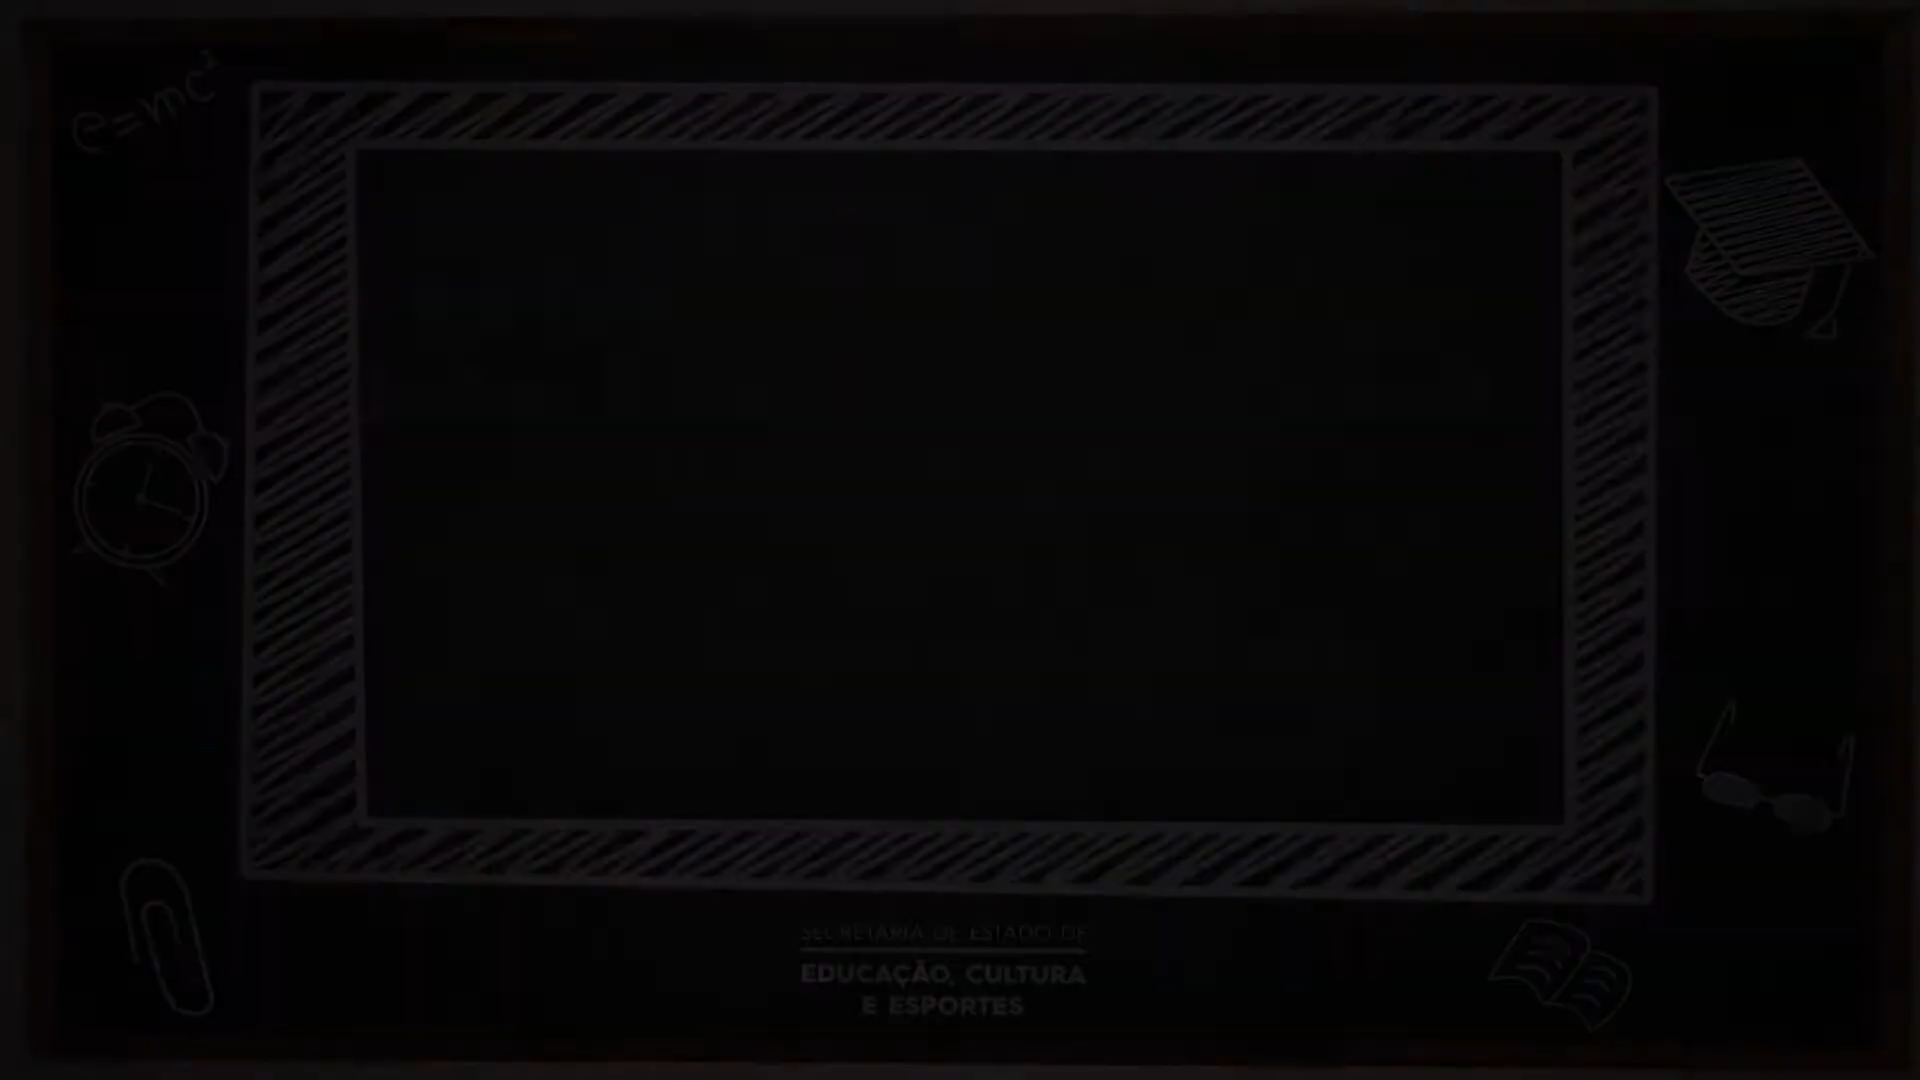 e=mc²
SECRETARIA DE ESTADO DE
EDUCAÇÃO, CULTURA
E ESPORTES